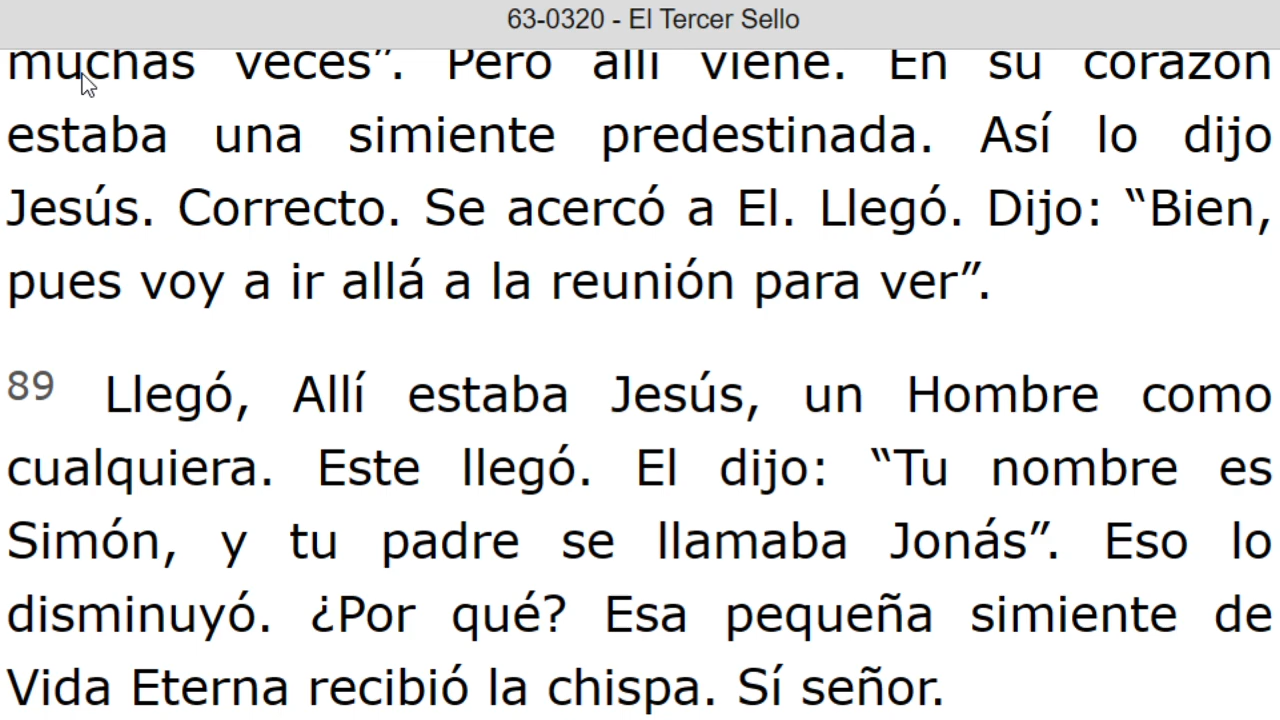 63-0320 - El Tercer Sello
muchas veces”. Pero allí viene. En su corazón
estaba una simiente predestinada. Así lo dijo
Jesús. Correcto. Se acercó a El. Llegó. Dijo: “Bien,
pues voy a ir allá a la reunión para ver”.
89 Llegó, Allí estaba Jesús, un Hombre como
cualquiera. Este llegó. El dijo: “Tu nombre es
Simón, y tu padre se llamaba Jonás”. Eso lo
disminuyó. ¿Por qué? Esa pequeña simiente de
Vida Eterna recibió la chispa. Sí señor.